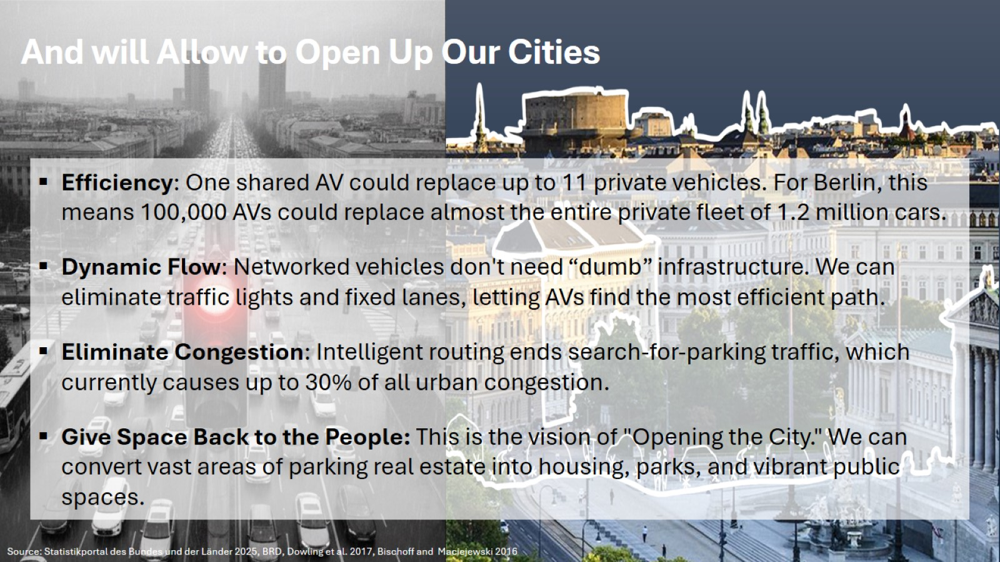 And will Allow to Open Up Our Cities
▪ Efficiency: One shared AV could replace up to 11 private vehicles. For Berlin, this
means 100,000 AVs could replace almost the entire private fleet of 1.2 million cars.
▪ Dynamic Flow: Networked vehicles don't need “dumb” infrastructure. We can
eliminate traffic lights and fixed lanes, letting AVs find the most efficient path.
▪ Eliminate Congestion: Intelligent routing ends search-for-parking traffic, which
currently causes up to 30% of all urban congestion.
▪ Give Space Back to the People: This is the vision of "Opening the City." We can
convert vast areas of parking real estate into housing, parks, and vibrant public
spaces.
Source: Statistikportal des Bundes und der Länder 2025, BRD, Dowling et al. 2017, Bischoff and Maciejewski 2016